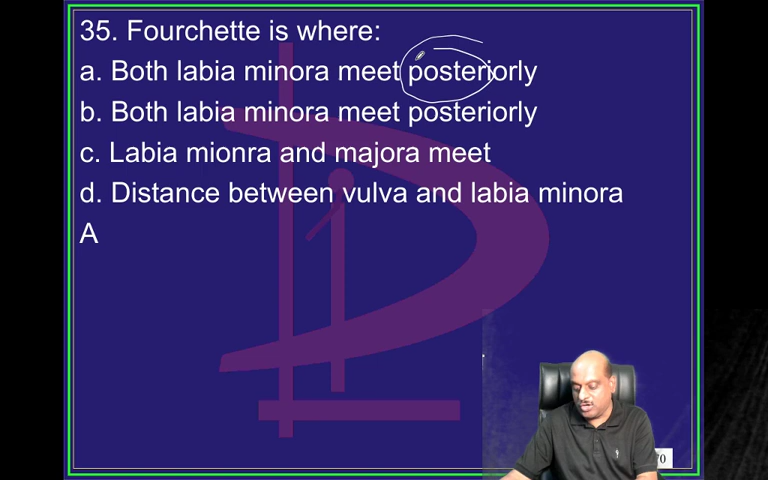 35. Fourchette is where:
a. Both labia minora meet posteriorly
b. Both labia minora meet posteriorly
c. Labia mionra and majora meet
d. Distance between vulva and labia minora
A